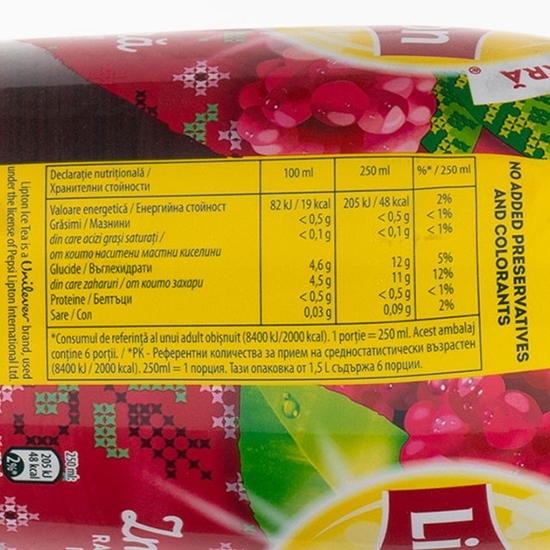 Declarație nutrițională / 100 ml 250 ml %* / 250 ml
Хранителни стойности
Valoare energetică / Енергийна стойност 82 kJ / 19 kcal 205 kJ / 48 kcal 2%
Grăsimi / Мазнини < 0,5 g < 0,5 g < 1%
din care acizi grași saturați / < 0,1 g < 0,1 g < 1%
от които наситени мастни киселини
Glucide / Въглехидрати 4,6 g 12 g 5%
din care zaharuri / от които захари 4,5 g 11 g 12%
Proteine / Белтъци < 0,5 g < 0,5 g < 1%
Sare / Сол 0,03 g 0,09 g 2%
*Consumul de referință al unui adult obișnuit (8400 kJ/2000 kcal). 1 porție = 250 ml. Acest ambalaj
conține 6 porții. / *РК - Референтни количества за прием на средностатистически възрастен
(8400 kJ / 2000 kcal). 250ml = 1 порция. Тази опаковка от 1,5 L съдържа 6 порции.
NO ADDED PRESERVATIVES
AND COLORANTS
Lipton Ice Tea is a Unilever brand, used
under the license of Pepsi Lipton International Ltd
250 ml:
205 kJ
48 kcal
2%*
Li